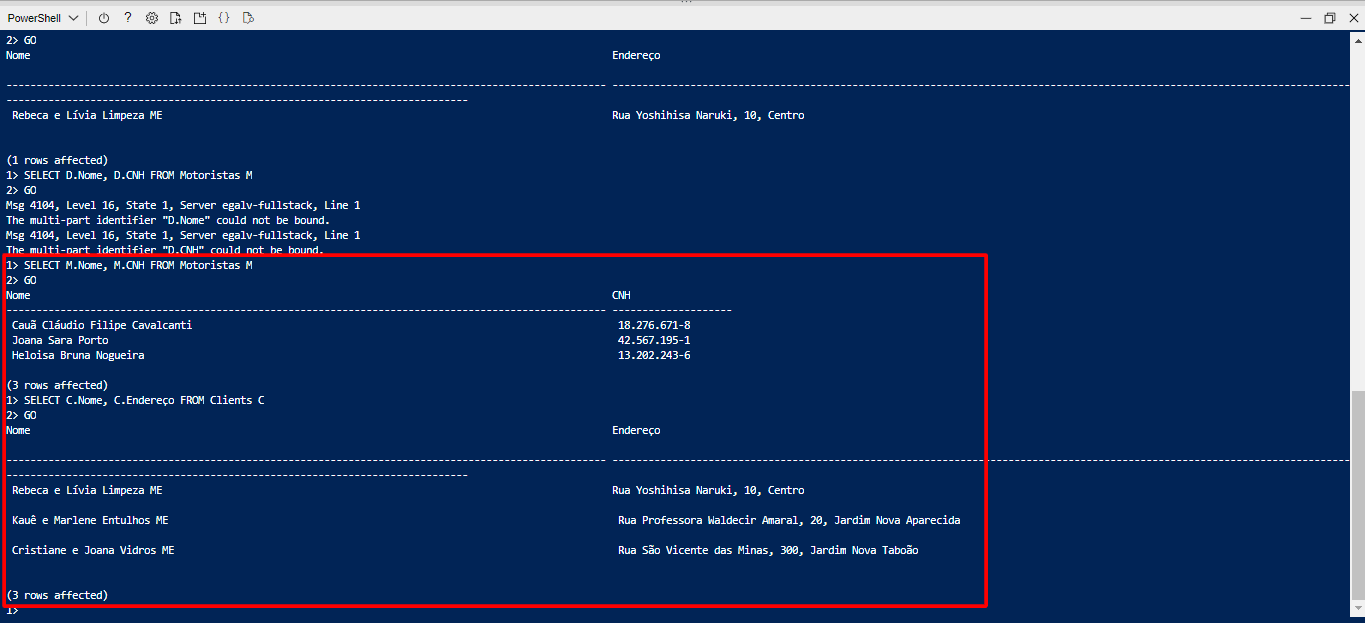 PowerShell
2> GO
Nome Endereço
------------------------------------------------------------------------------------------ --------------------------------------------------------------------------------------------------------------
---------------------------------------------------------------------
Rebeca e Lívia Limpeza ME Rua Yoshihisa Naruki, 10, Centro
(1 rows affected)
1> SELECT D.Nome, D.CNH FROM Motoristas M
2> GO
Msg 4104, Level 16, State 1, Server egalv-fullstack, Line 1
The multi-part identifier "D.Nome" could not be bound.
Msg 4104, Level 16, State 1, Server egalv-fullstack, Line 1
The multi-part identifier "D.CNH" could not be bound.
1> SELECT M.Nome, M.CNH FROM Motoristas M
2> GO
Nome CNH
---------------------------------------------------------------------------------------------------- --------------------
Cauã Cláudio Filipe Cavalcanti 18.276.671-8
Joana Sara Porto 42.567.195-1
Heloisa Bruna Nogueira 13.202.243-6
(3 rows affected)
1> SELECT C.Nome, C.Endereço FROM Clients C
2> GO
Nome Endereço
---------------------------------------------------------------------------------------------------- --------------------------------------------------------------------------------------------------------------
---------------------------------------------------------------------
Rebeca e Lívia Limpeza ME Rua Yoshihisa Naruki, 10, Centro
Kauê e Marlene Entulhos ME Rua Professora Waldecir Amaral, 20, Jardim Nova Aparecida
Cristiane e Joana Vidros ME Rua São Vicente das Minas, 300, Jardim Nova Taboão
(3 rows affected)
1>